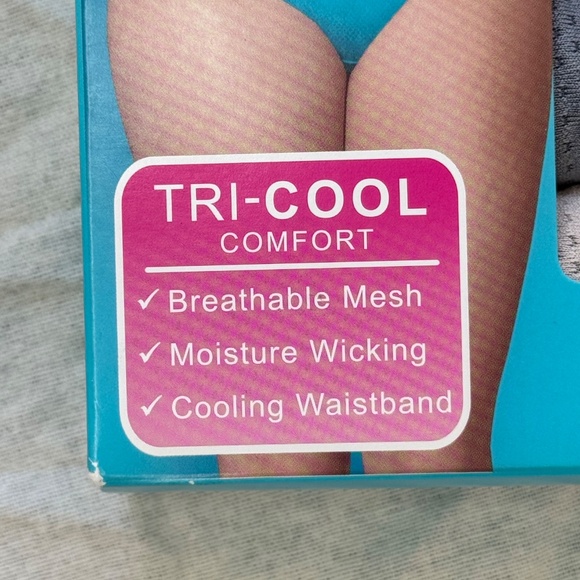 TRI-COOL
COMFORT
✓ Breathable Mesh
✓ Moisture Wicking
✓ Cooling Waistband